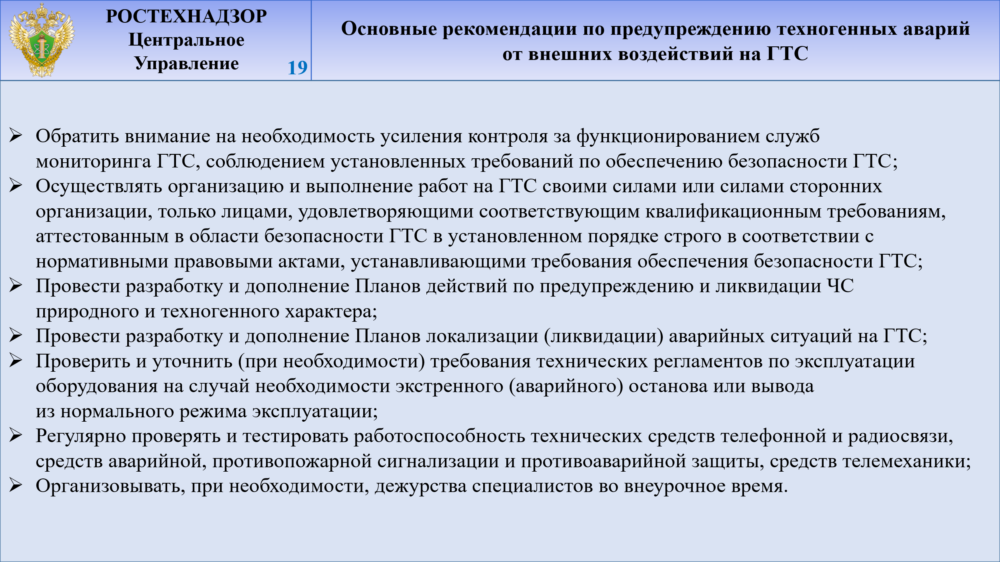 РОСТЕХНАДЗОР
Центральное
Управление
19
Основные рекомендации по предупреждению техногенных аварий
от внешних воздействий на ГТС
Обратить внимание на необходимость усиления контроля за функционированием служб
мониторинга ГТС, соблюдением установленных требований по обеспечению безопасности ГТС;
Осуществлять организацию и выполнение работ на ГТС своими силами или силами сторонних
организации, только лицами, удовлетворяющими соответствующим квалификационным требованиям,
аттестованным в области безопасности ГТС в установленном порядке строго в соответствии с
нормативными правовыми актами, устанавливающими требования обеспечения безопасности ГТС;
Провести разработку и дополнение Планов действий по предупреждению и ликвидации ЧС
природного и техногенного характера;
Провести разработку и дополнение Планов локализации (ликвидации) аварийных ситуаций на ГТС;
Проверить и уточнить (при необходимости) требования технических регламентов по эксплуатации
оборудования на случай необходимости экстренного (аварийного) останова или вывода
из нормального режима эксплуатации;
Регулярно проверять и тестировать работоспособность технических средств телефонной и радиосвязи,
средств аварийной, противопожарной сигнализации и противоаварийной защиты, средств телемеханики;
Организовывать, при необходимости, дежурства специалистов во внеурочное время.